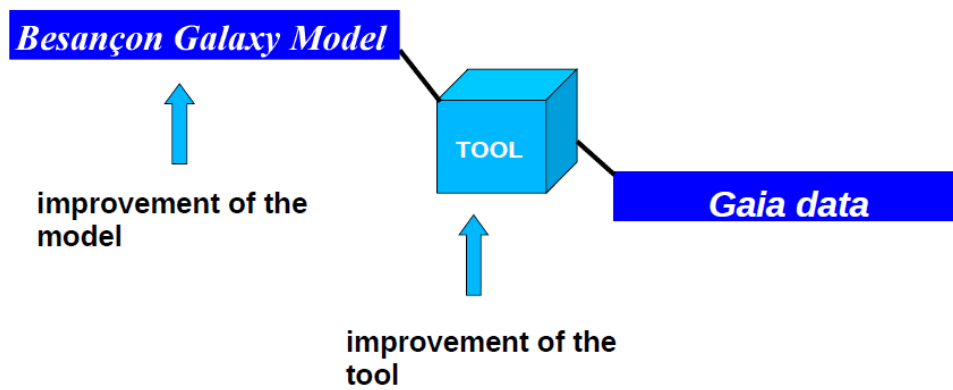 Besançon Galaxy Model
TOOL
improvement of the
model
Gaia data
improvement of the
tool